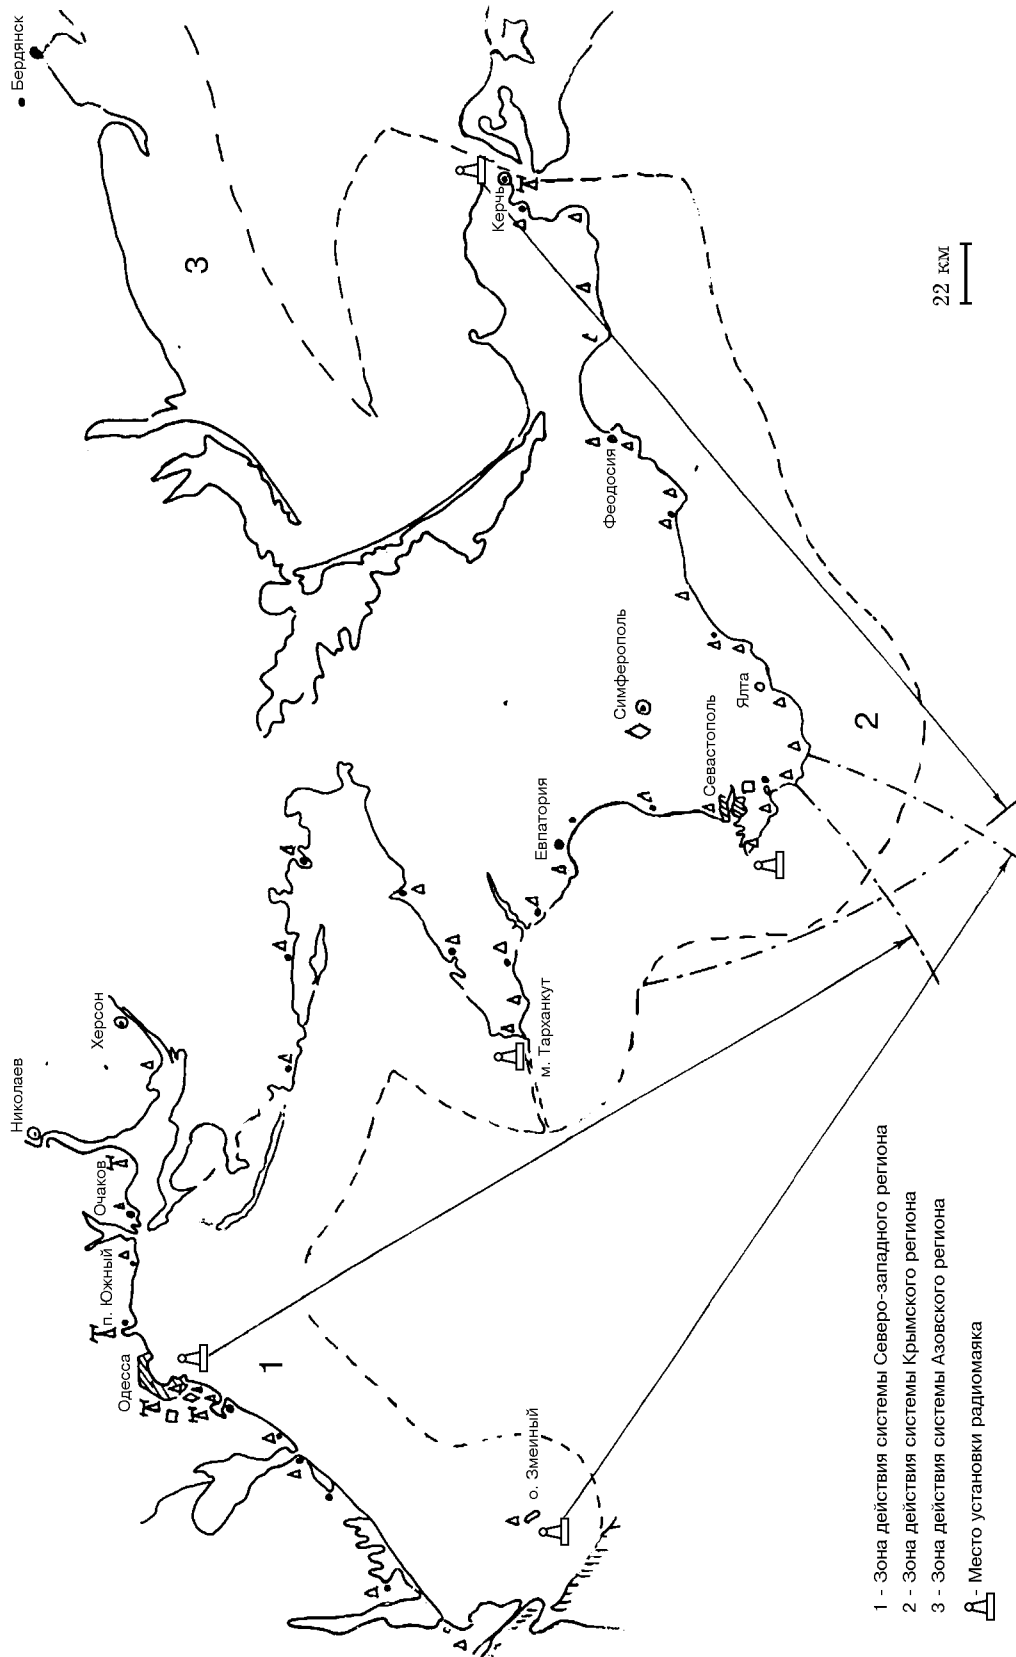 Бердянск
Николаев
Херсон
Очаков
п. Южный
Одесса
3
Керчь
Феодосия
Симферополь
Ялта
Севастополь
Евпатория
м. Тарханкут
о. Змеиный
1
2
22 км
1 - Зона действия системы Северо-западного региона
2 - Зона действия системы Крымского региона
3 - Зона действия системы Азовского региона
- Место установки радиомаяка